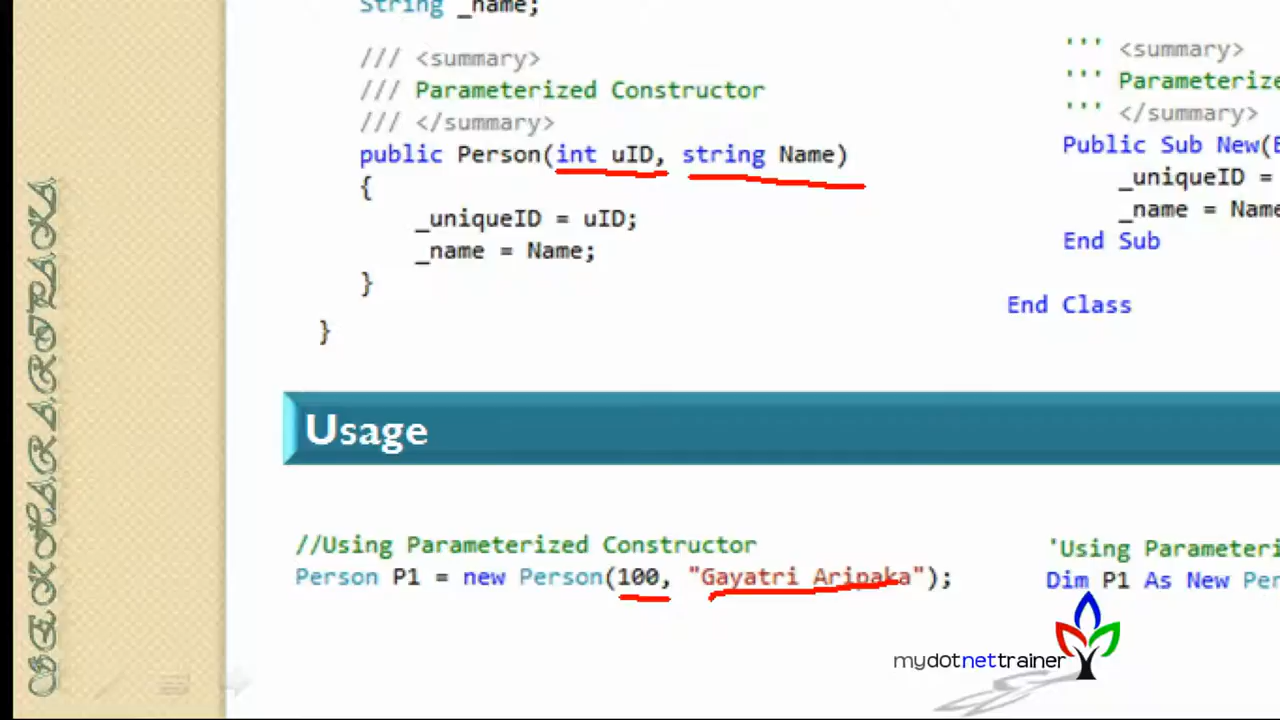 String _name;
/// <summary>
/// Parameterized Constructor
/// </summary>
public Person(int uID, string Name)
{
_uniqueID = uID;
_name = Name;
}
}
''' <summary>
''' Parameterize
''' </summary>
Public Sub New(
_uniqueID =
_name = Name
End Sub
End Class
Usage
//Using Parameterized Constructor
Person P1 = new Person(100, "Gayatri Aripaka");
'Using Parameteri
Dim P1 As New Per
mydotnettrainer
SEKHARARIPAKA